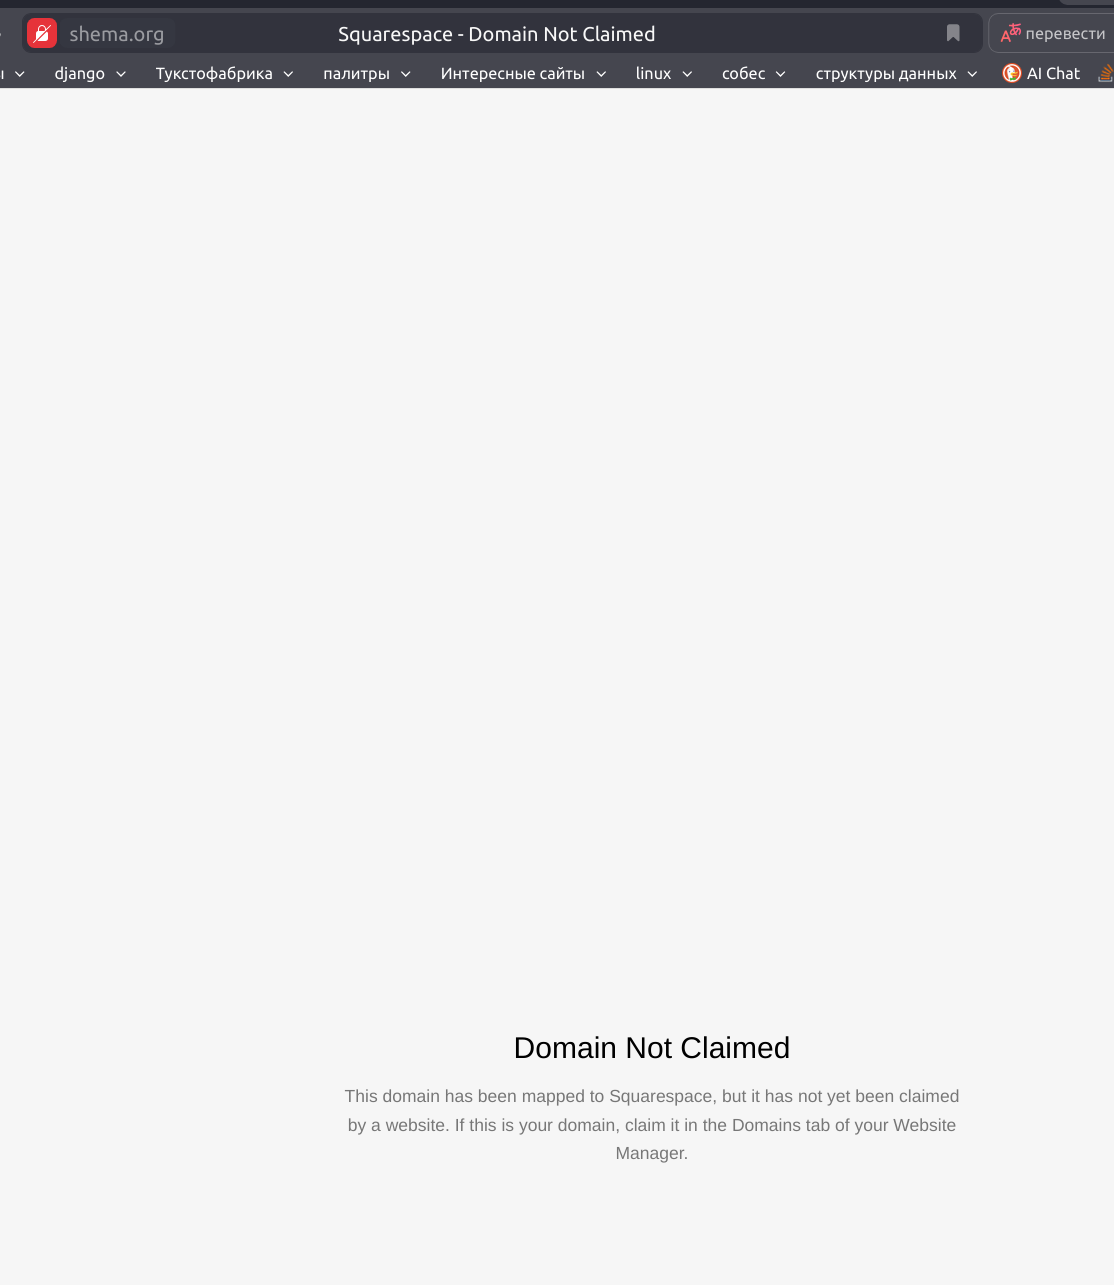 shema.org Squarespace - Domain Not Claimed перевести
django Тукстофабрика палитры Интересные сайты linux собес структуры данных AI Chat
Domain Not Claimed
This domain has been mapped to Squarespace, but it has not yet been claimed
by a website. If this is your domain, claim it in the Domains tab of your Website
Manager.